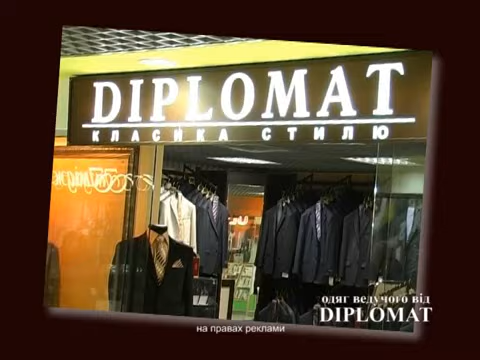 DIPLOMAT
КЛАСИКА СТИЛЮ
одяг ведучого від
DIPLOMAT
на правах реклами